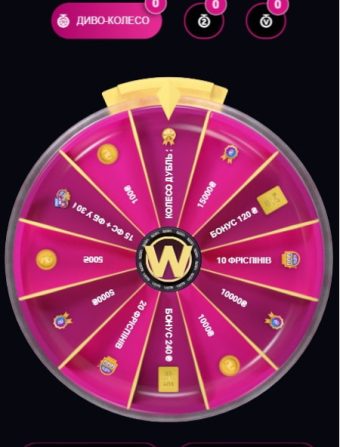 0
0
0
ДИВО-КОЛЕСО
Z
V
КОЛЕСО ДУБЛЬ :
15000₴
БОНУС 120 ₴
10 ФРІСПІНІВ
10000₴
1000₴
БОНУС 240 ₴
20 ФРІСПІНІВ
5000₴
500₴
15 ФС + ФБ У 30 (
100₴
W